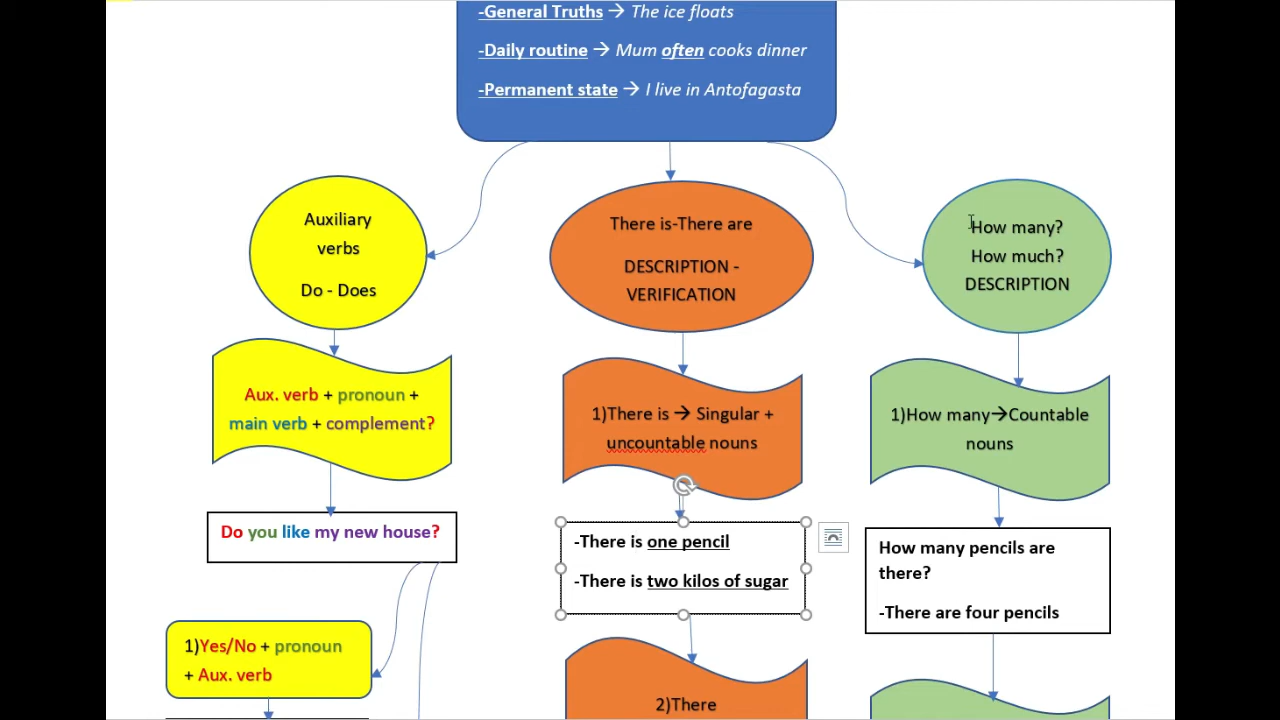 -General Truths → The ice floats
-Daily routine → Mum often cooks dinner
-Permanent state → I live in Antofagasta
Auxiliary
verbs
Do - Does
There is-There are
DESCRIPTION -
VERIFICATION
How many?
How much?
DESCRIPTION
Aux. verb + pronoun +
main verb + complement?
1)There is → Singular +
uncountable nouns
1)How many→Countable
nouns
Do you like my new house?
-There is one pencil
-There is two kilos of sugar
How many pencils are
there?
-There are four pencils
1)Yes/No + pronoun
+ Aux. verb
2)There